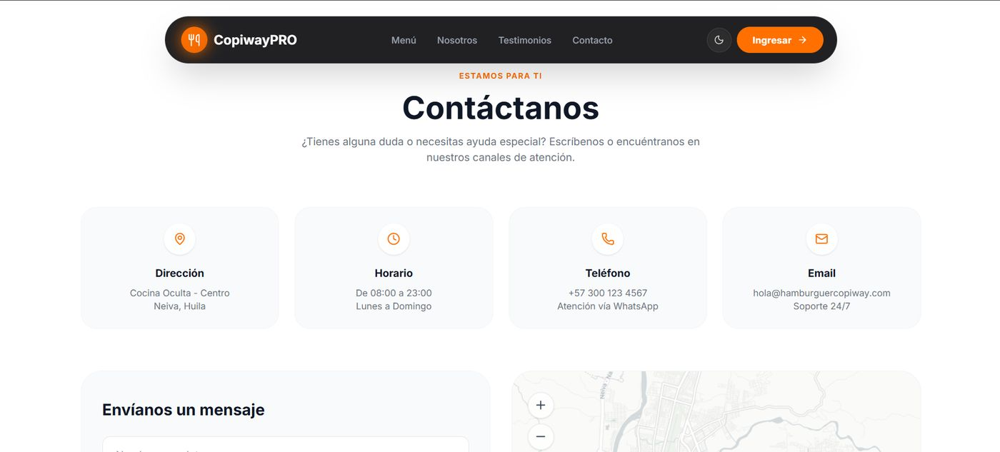 CopiwayPRO
Menú
Nosotros
Testimonios
Contacto
Ingresar
ESTAMOS PARA TI
Contáctanos
¿Tienes alguna duda o necesitas ayuda especial? Escríbenos o encuéntranos en
nuestros canales de atención.
Dirección
Cocina Oculta - Centro
Neiva, Huila
Horario
De 08:00 a 23:00
Lunes a Domingo
Teléfono
+57 300 123 4567
Atención vía WhatsApp
Email
hola@hamburguercopiway.com
Soporte 24/7
Envíanos un mensaje
Neiva - Na
+
−